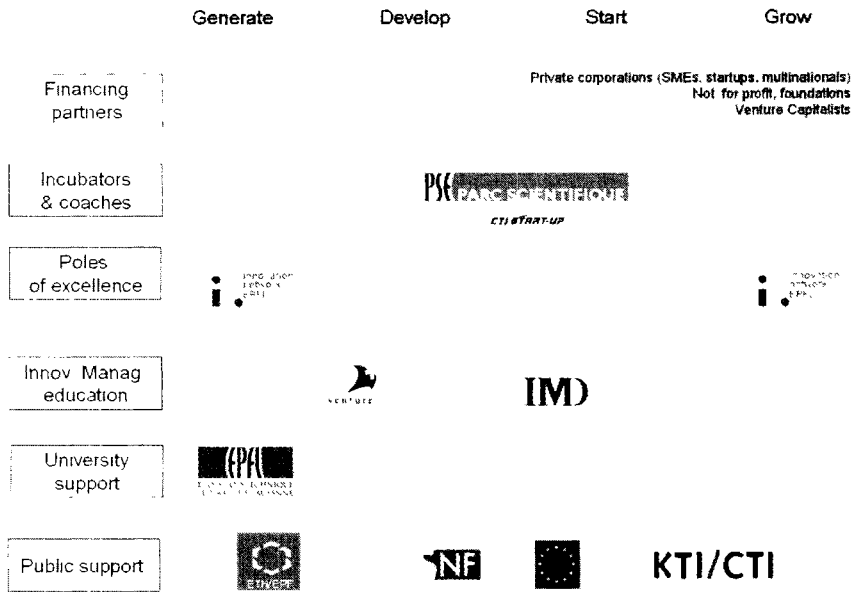 Generate Develop Start Grow
Financing
partners
Private corporations (SMEs, startups, multinationals)
Not for profit, foundations
Venture Capitalists
Incubators
& coaches
PSE PARC SCIENTIFIQUE
CTI START-UP
Poles
of excellence
i.
i.
Innov Manag
education
venture
IMD
University
support
EPFL
Public support
NF
KTI/CTI